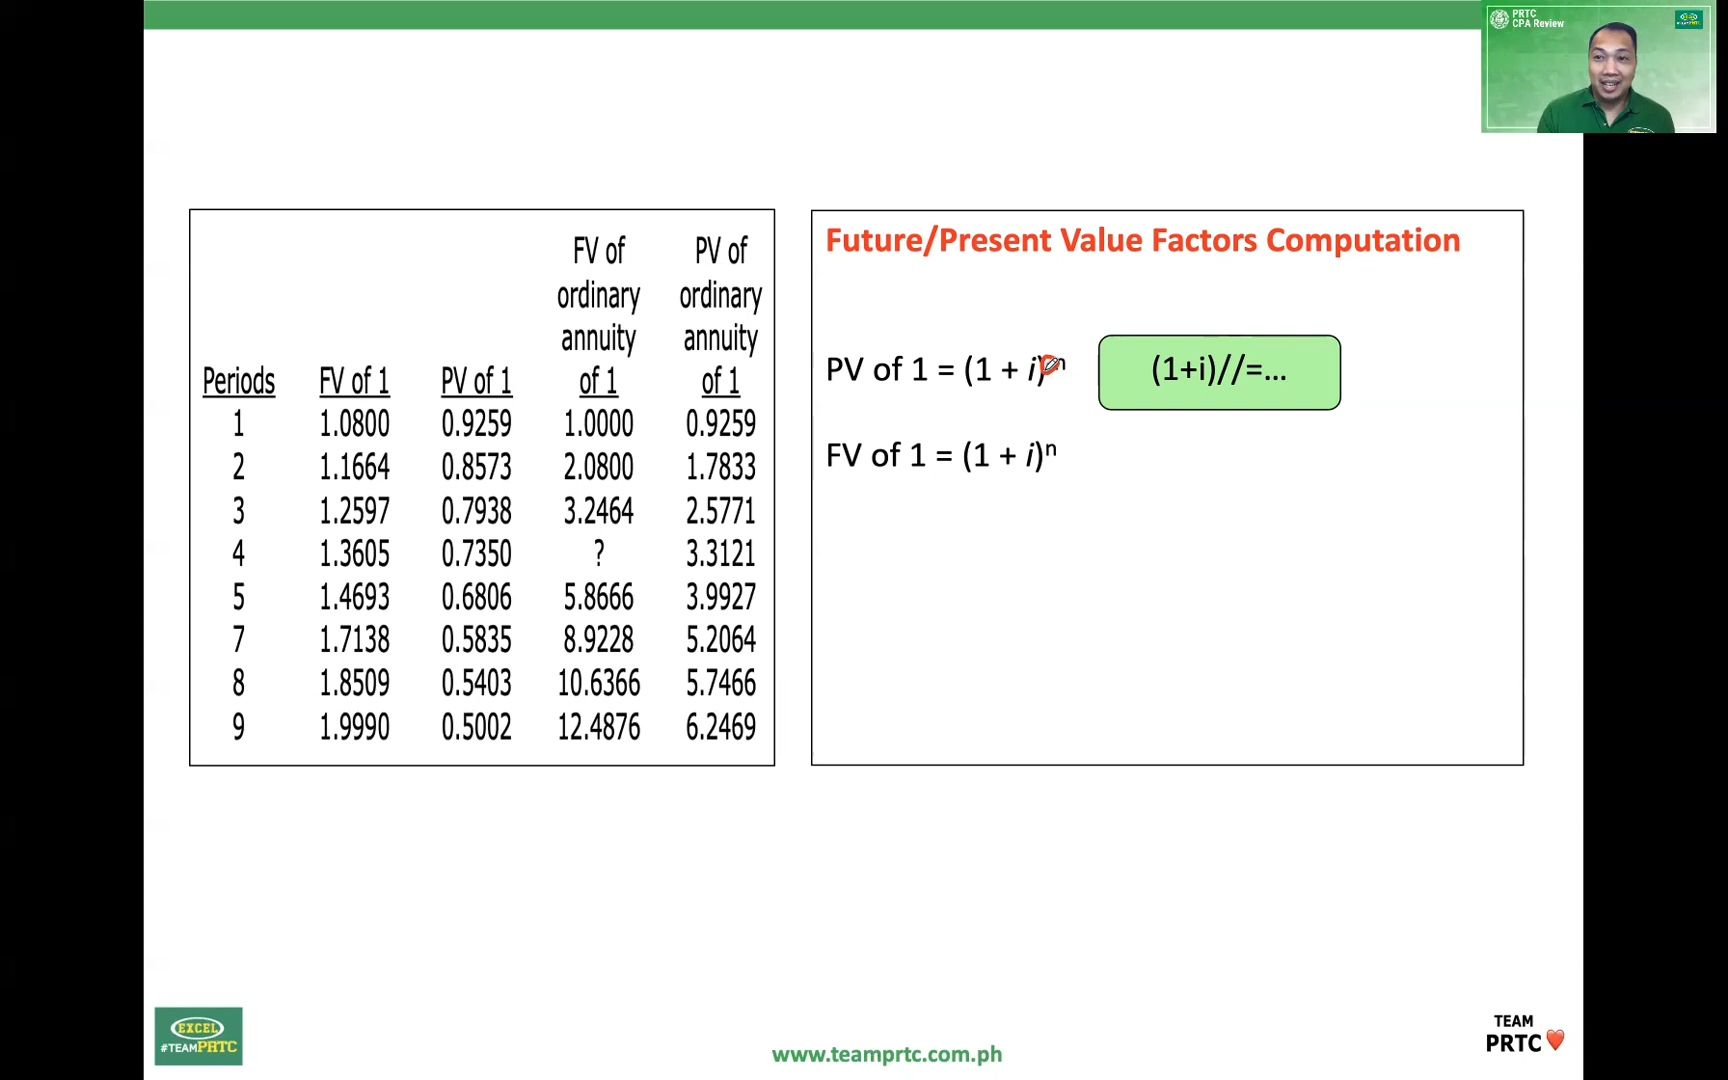 PRTC
CPA Review
Future/Present Value Factors Computation
FV of PV of
ordinary ordinary
annuity annuity
Periods FV of 1 PV of 1 of 1 of 1
1 1.0800 0.9259 1.0000 0.9259
2 1.1664 0.8573 2.0800 1.7833
3 1.2597 0.7938 3.2464 2.5771
4 1.3605 0.7350 ? 3.3121
5 1.4693 0.6806 5.8666 3.9927
7 1.7138 0.5835 8.9228 5.2064
8 1.8509 0.5403 10.6366 5.7466
9 1.9990 0.5002 12.4876 6.2469
PV of 1 = (1 + i)⁻ⁿ
(1+i)//=...
FV of 1 = (1 + i)ⁿ
EXCEL
#TEAMPRTC
www.teamprtc.com.ph
TEAM
PRTC